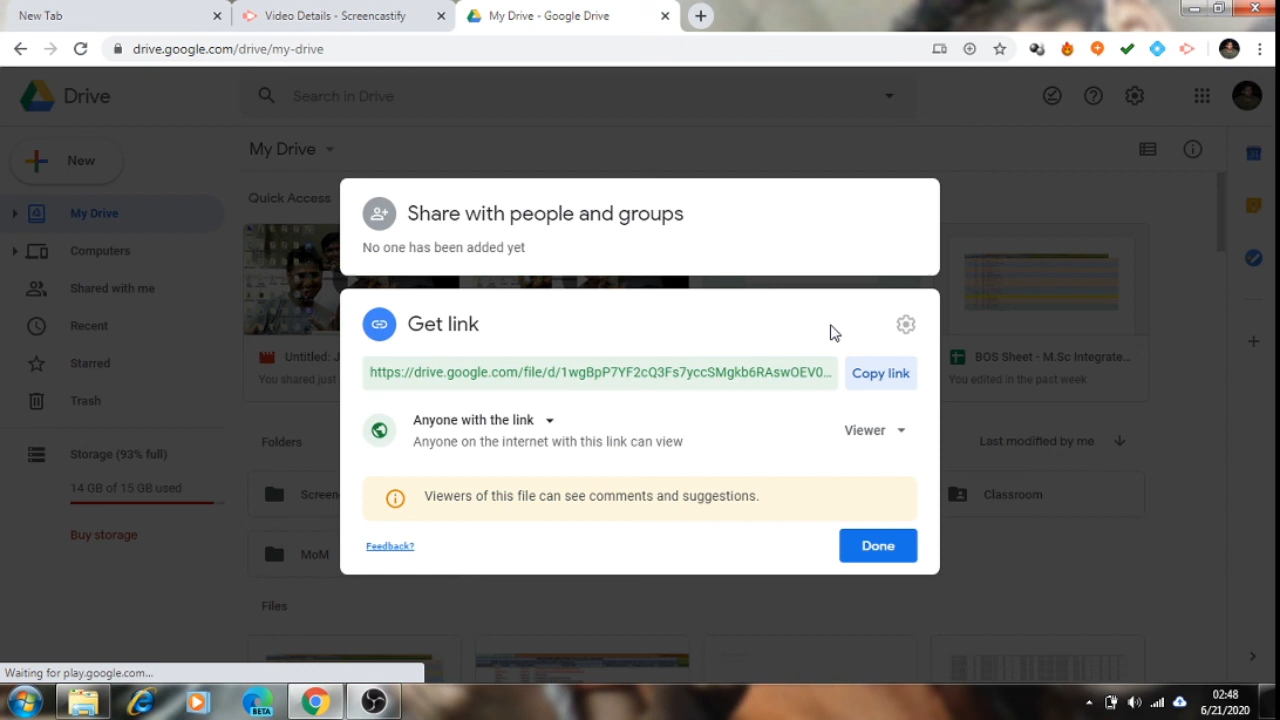 New Tab
Video Details - Screencastify
My Drive - Google Drive
drive.google.com/drive/my-drive
Drive
Search in Drive
New
My Drive
My Drive
Quick Access
Computers
Shared with me
Recent
Starred
Trash
Storage (93% full)
14 GB of 15 GB used
Buy storage
Share with people and groups
No one has been added yet
Get link
https://drive.google.com/file/d/1wgBpP7YF2cQ3Fs7yccSMgkb6RAswOEV0...
Copy link
Anyone with the link
Anyone on the internet with this link can view
Viewer
Viewers of this file can see comments and suggestions.
Feedback?
Done
Untitled: J
You shared just
BOS Sheet - M.Sc Integrate...
You edited in the past week
Folders
Last modified by me
Screen
Classroom
MoM
Files
Waiting for play.google.com...
BETA
02:48
6/21/2020